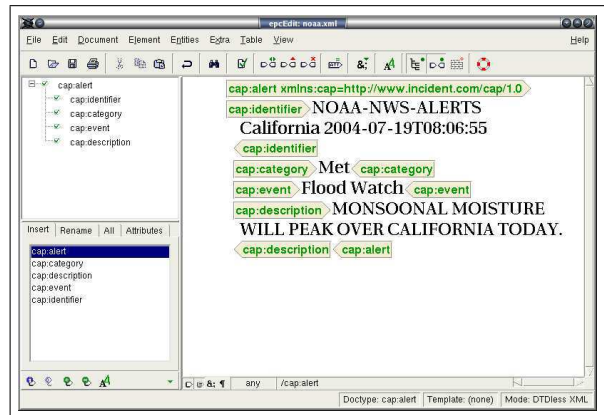 epcEdit: noaa.xml
File Edit Document Element Entities Extra Table View Help
cap:alert
cap:identifier
cap:category
cap:event
cap:description
Insert Rename All Attributes
cap:alert
cap:category
cap:description
cap:event
cap:identifier
cap:alert xmlns:cap=http://www.incident.com/cap/1.0
cap:identifier NOAA-NWS-ALERTS
California 2004-07-19T08:06:55
cap:identifier
cap:category Met cap:category
cap:event Flood Watch cap:event
cap:description MONSOONAL MOISTURE
WILL PEAK OVER CALIFORNIA TODAY.
cap:description cap:alert
&; ¶ any /cap:alert
Doctype: cap:alert Template: (none) Mode: DTDless XML